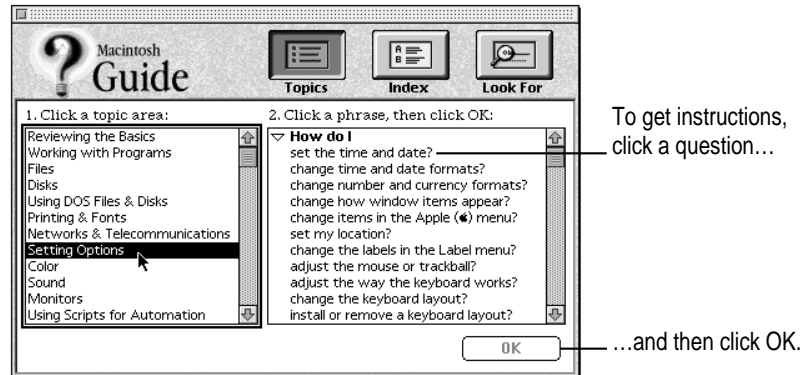 Macintosh
Guide
Topics
Index
Look For
1. Click a topic area:
Reviewing the Basics
Working with Programs
Files
Disks
Using DOS Files & Disks
Printing & Fonts
Networks & Telecommunications
Setting Options
Color
Sound
Monitors
Using Scripts for Automation
2. Click a phrase, then click OK:
How do I
set the time and date?
change time and date formats?
change number and currency formats?
change how window items appear?
change items in the Apple () menu?
set my location?
change the labels in the Label menu?
adjust the mouse or trackball?
adjust the way the keyboard works?
change the keyboard layout?
install or remove a keyboard layout?
OK
To get instructions,
click a question…
…and then click OK.